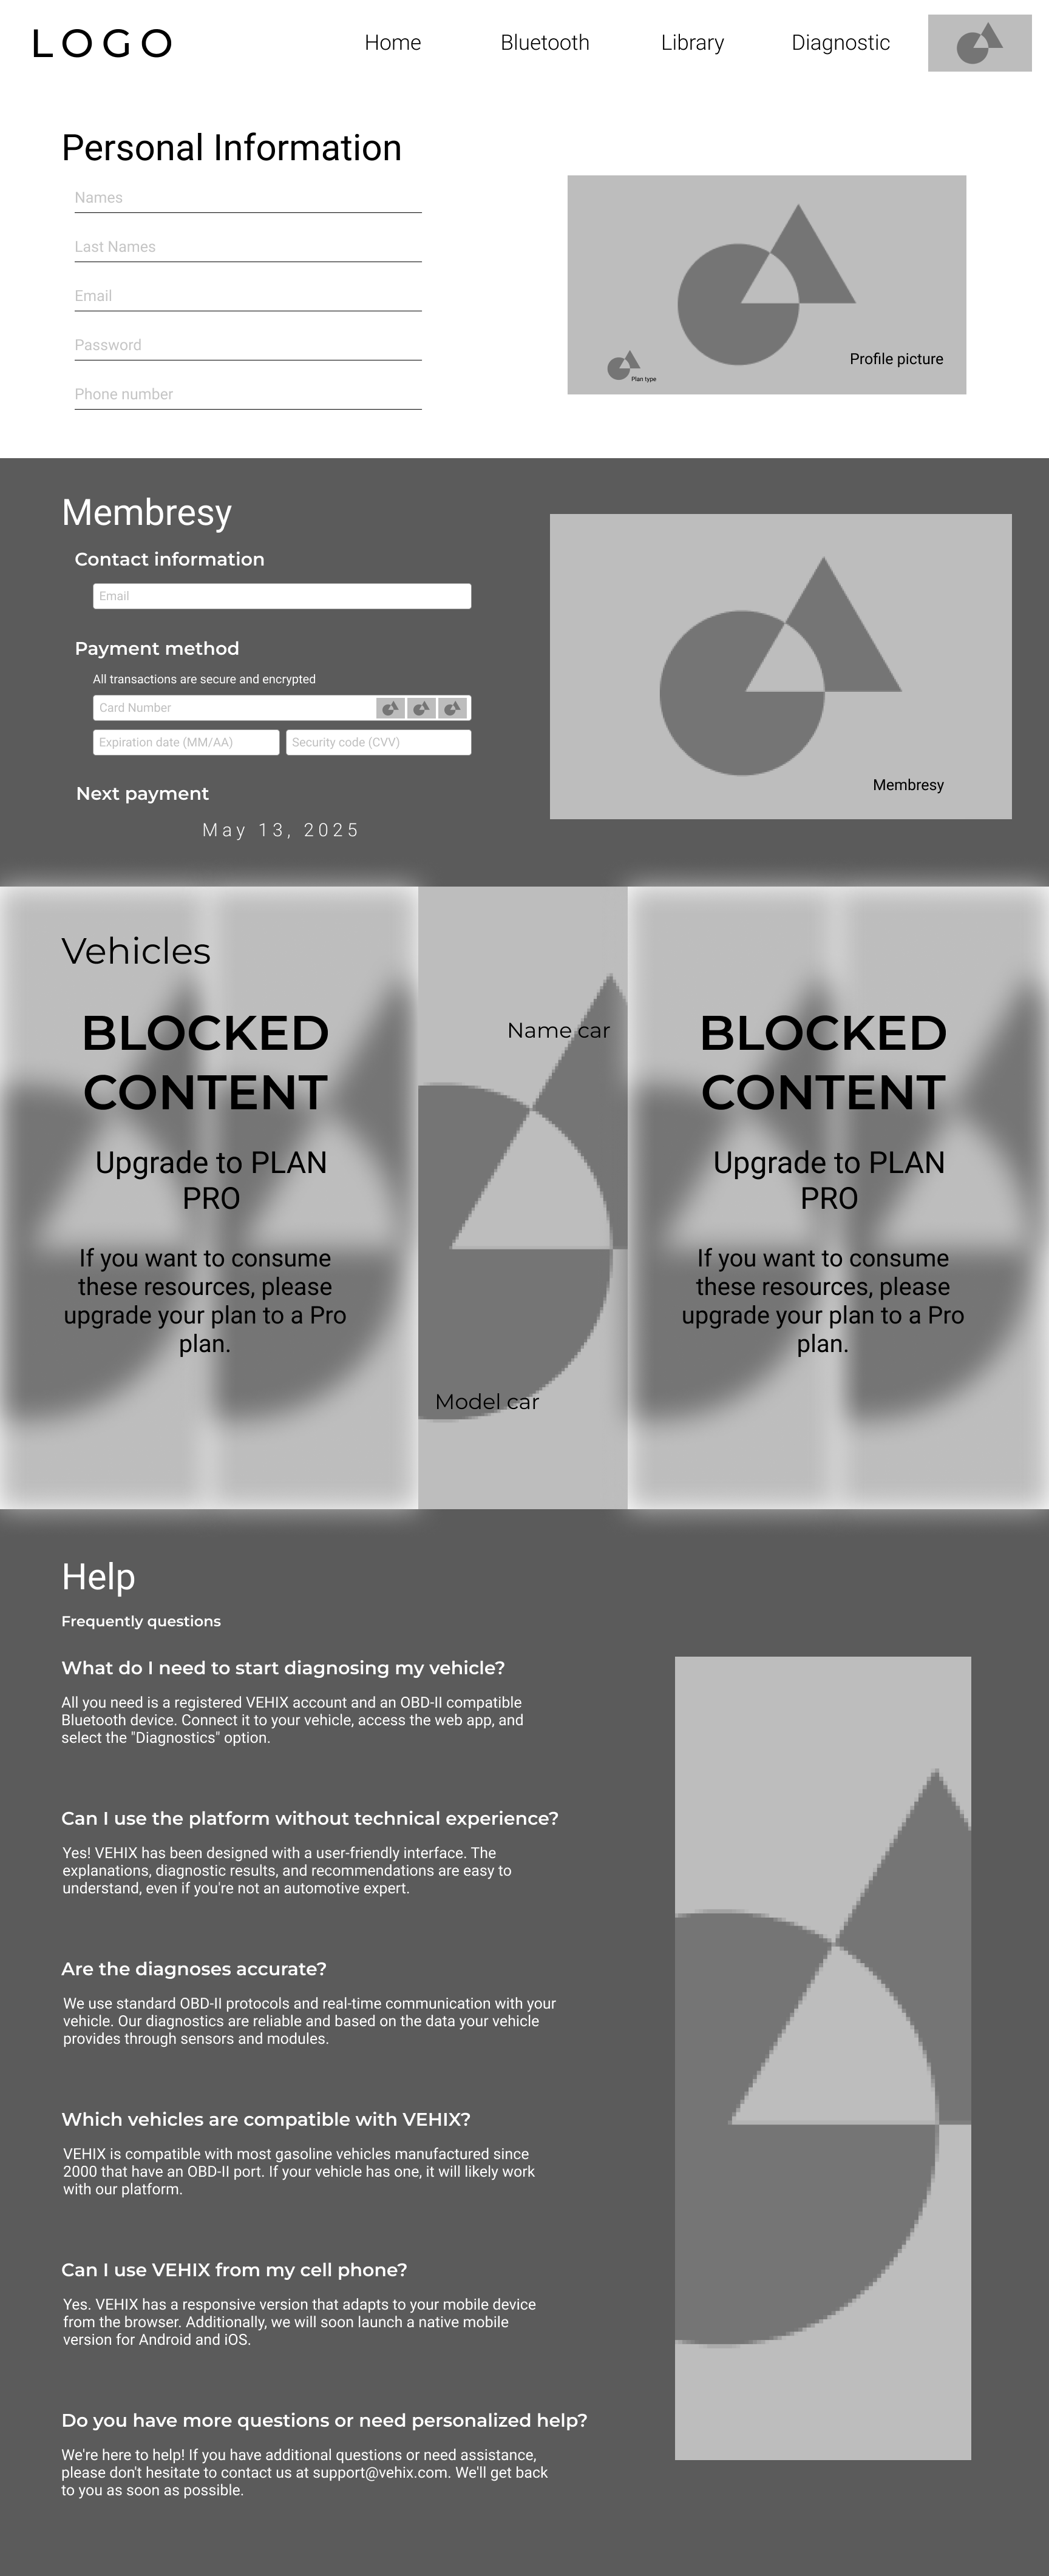 LOGO
Home
Bluetooth
Library
Diagnostic
Personal Information
Names
Last Names
Email
Password
Phone number
Plan type
Profile picture
Membresy
Contact information
Email
Payment method
All transactions are secure and encrypted
Card Number
Expiration date (MM/AA)
Security code (CVV)
Next payment
May 13, 2025
Membresy
Vehicles
BLOCKED
CONTENT
Upgrade to PLAN
PRO
If you want to consume
these resources, please
upgrade your plan to a Pro
plan.
Name car
Model car
BLOCKED
CONTENT
Upgrade to PLAN
PRO
If you want to consume
these resources, please
upgrade your plan to a Pro
plan.
Help
Frequently questions
What do I need to start diagnosing my vehicle?
All you need is a registered VEHIX account and an OBD-II compatible
Bluetooth device. Connect it to your vehicle, access the web app, and
select the "Diagnostics" option.
Can I use the platform without technical experience?
Yes! VEHIX has been designed with a user-friendly interface. The
explanations, diagnostic results, and recommendations are easy to
understand, even if you're not an automotive expert.
Are the diagnoses accurate?
We use standard OBD-II protocols and real-time communication with your
vehicle. Our diagnostics are reliable and based on the data your vehicle
provides through sensors and modules.
Which vehicles are compatible with VEHIX?
VEHIX is compatible with most gasoline vehicles manufactured since
2000 that have an OBD-II port. If your vehicle has one, it will likely work
with our platform.
Can I use VEHIX from my cell phone?
Yes. VEHIX has a responsive version that adapts to your mobile device
from the browser. Additionally, we will soon launch a native mobile
version for Android and iOS.
Do you have more questions or need personalized help?
We're here to help! If you have additional questions or need assistance,
please don't hesitate to contact us at support@vehix.com. We'll get back
to you as soon as possible.